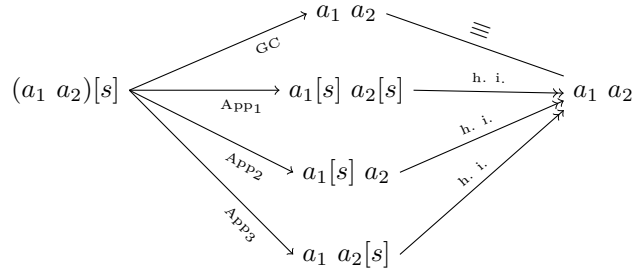 a₁ a₂
GC
≡
(a₁ a₂)[s]
App₁
a₁[s] a₂[s]
h. i.
a₁ a₂
App₂
a₁[s] a₂
h. i.
App₃
a₁ a₂[s]
h. i.